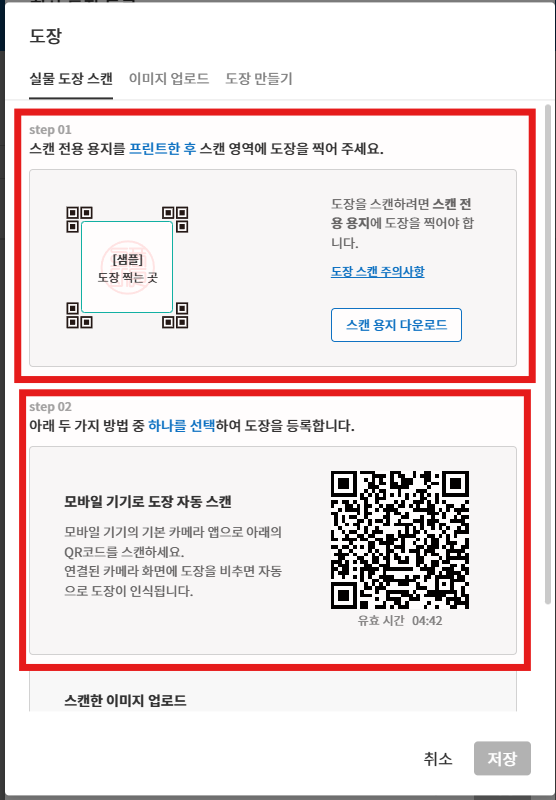 도장
실물 도장 스캔 이미지 업로드 도장 만들기
step 01
스캔 전용 용지를 프린트한 후 스캔 영역에 도장을 찍어 주세요.
[샘플]
도장 찍는 곳
도장을 스캔하려면 스캔 전
용 용지에 도장을 찍어야 합
니다.
도장 스캔 주의사항
스캔 용지 다운로드
step 02
아래 두 가지 방법 중 하나를 선택하여 도장을 등록합니다.
모바일 기기로 도장 자동 스캔
모바일 기기의 기본 카메라 앱으로 아래의
QR코드를 스캔하세요.
연결된 카메라 화면에 도장을 비추면 자동
으로 도장이 인식됩니다.
유효 시간 04:42
스캔한 이미지 업로드
취소 저장